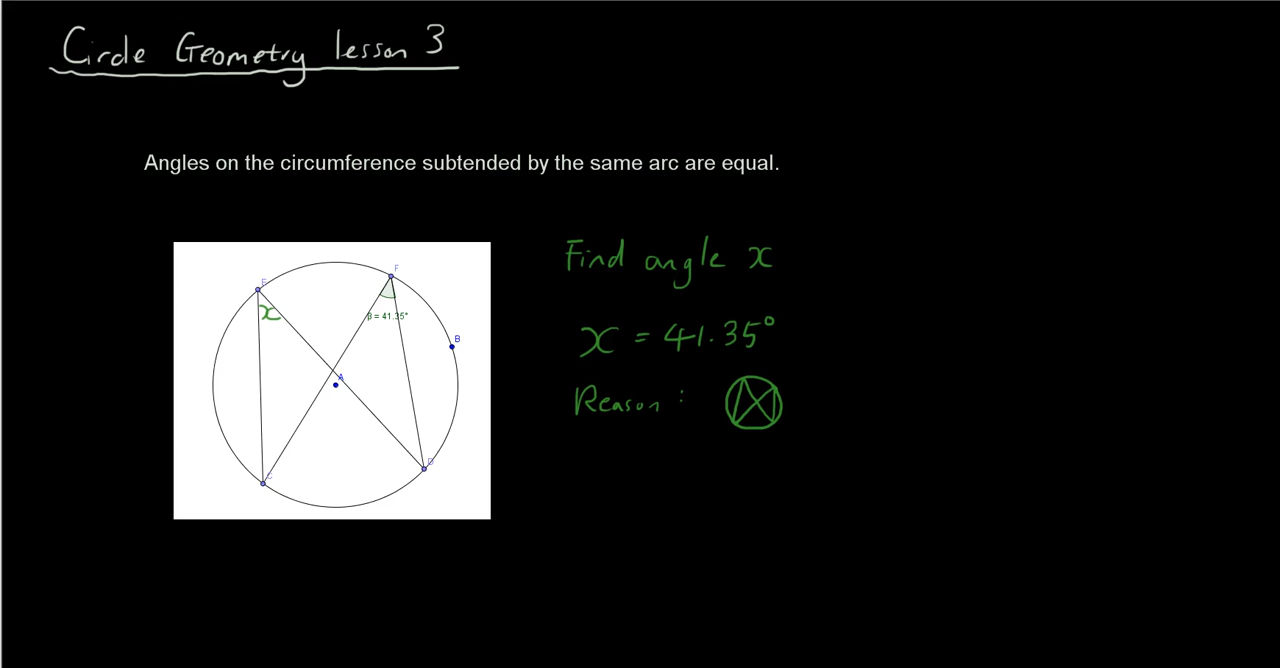 Circle Geometry lesson 3
Angles on the circumference subtended by the same arc are equal.
Find angle x
x = 41.35°
Reason :
E
F
x
β = 41.35°
B
A
D
C